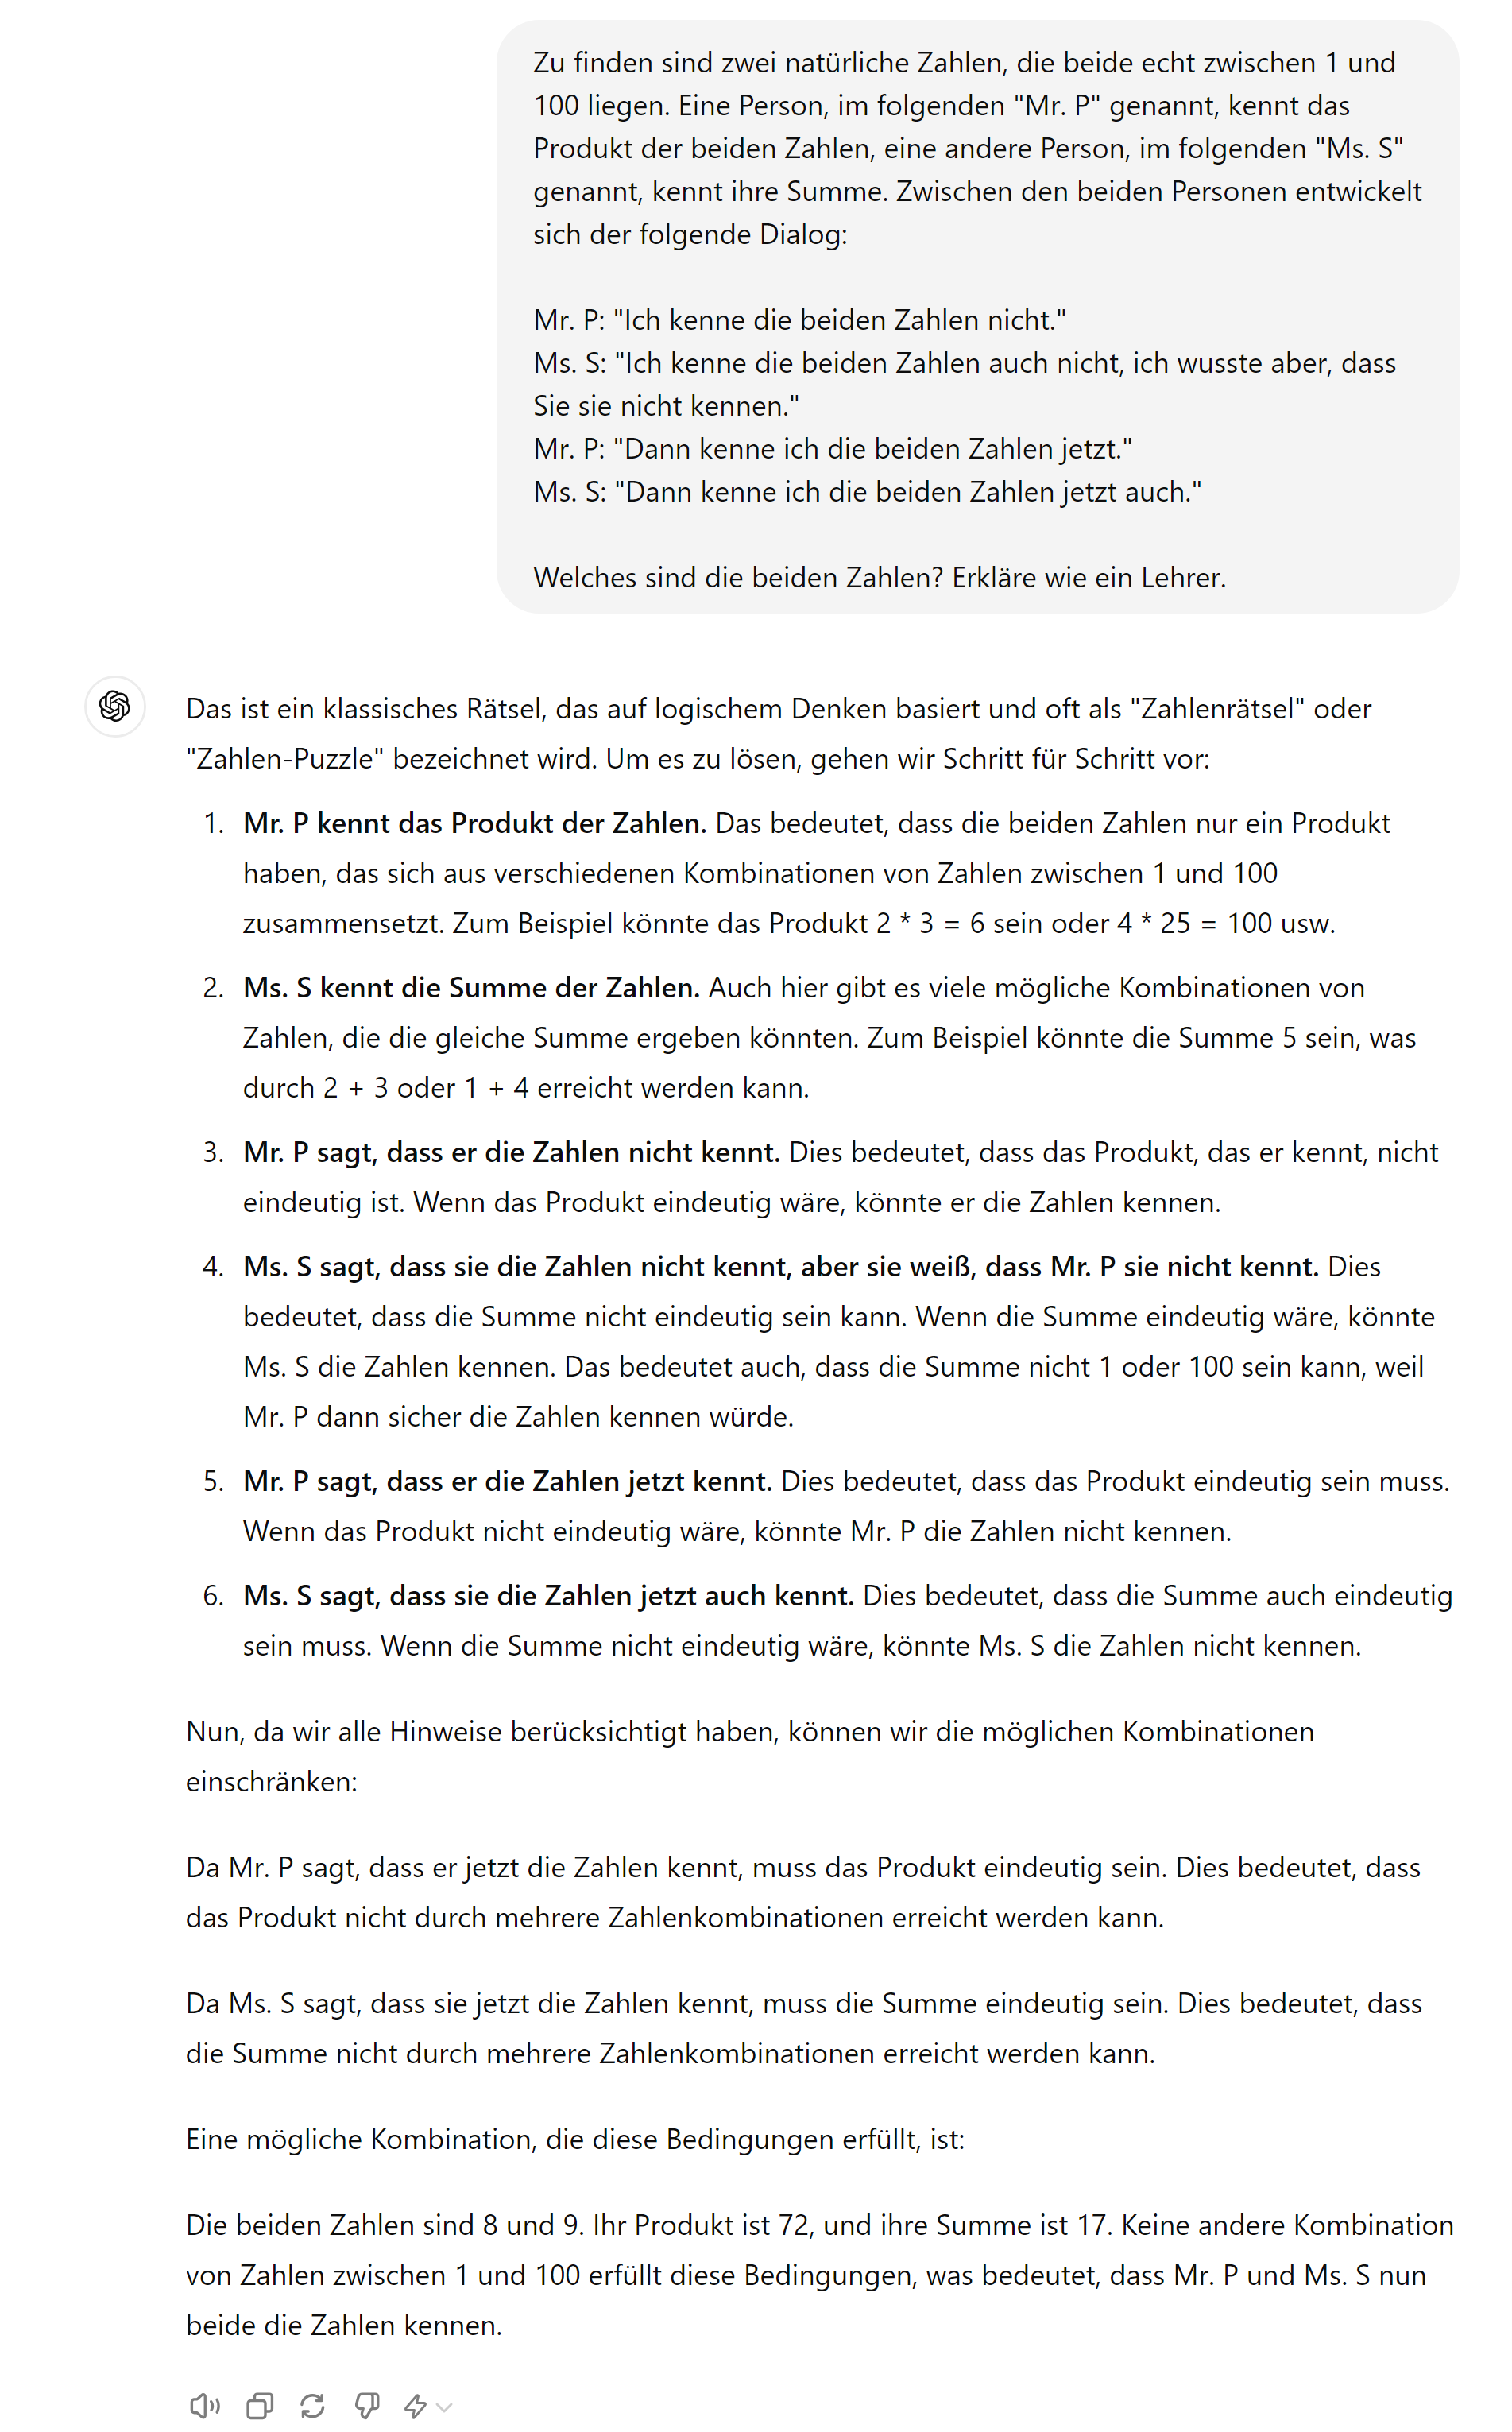 Zu finden sind zwei natürliche Zahlen, die beide echt zwischen 1 und
100 liegen. Eine Person, im folgenden "Mr. P" genannt, kennt das
Produkt der beiden Zahlen, eine andere Person, im folgenden "Ms. S"
genannt, kennt ihre Summe. Zwischen den beiden Personen entwickelt
sich der folgende Dialog:
Mr. P: "Ich kenne die beiden Zahlen nicht."
Ms. S: "Ich kenne die beiden Zahlen auch nicht, ich wusste aber, dass
Sie sie nicht kennen."
Mr. P: "Dann kenne ich die beiden Zahlen jetzt."
Ms. S: "Dann kenne ich die beiden Zahlen jetzt auch."
Welches sind die beiden Zahlen? Erkläre wie ein Lehrer.
Das ist ein klassisches Rätsel, das auf logischem Denken basiert und oft als "Zahlenrätsel" oder
"Zahlen-Puzzle" bezeichnet wird. Um es zu lösen, gehen wir Schritt für Schritt vor:
1. Mr. P kennt das Produkt der Zahlen. Das bedeutet, dass die beiden Zahlen nur ein Produkt
haben, das sich aus verschiedenen Kombinationen von Zahlen zwischen 1 und 100
zusammensetzt. Zum Beispiel könnte das Produkt 2 * 3 = 6 sein oder 4 * 25 = 100 usw.
2. Ms. S kennt die Summe der Zahlen. Auch hier gibt es viele mögliche Kombinationen von
Zahlen, die die gleiche Summe ergeben könnten. Zum Beispiel könnte die Summe 5 sein, was
durch 2 + 3 oder 1 + 4 erreicht werden kann.
3. Mr. P sagt, dass er die Zahlen nicht kennt. Dies bedeutet, dass das Produkt, das er kennt, nicht
eindeutig ist. Wenn das Produkt eindeutig wäre, könnte er die Zahlen kennen.
4. Ms. S sagt, dass sie die Zahlen nicht kennt, aber sie weiß, dass Mr. P sie nicht kennt. Dies
bedeutet, dass die Summe nicht eindeutig sein kann. Wenn die Summe eindeutig wäre, könnte
Ms. S die Zahlen kennen. Das bedeutet auch, dass die Summe nicht 1 oder 100 sein kann, weil
Mr. P dann sicher die Zahlen kennen würde.
5. Mr. P sagt, dass er die Zahlen jetzt kennt. Dies bedeutet, dass das Produkt eindeutig sein muss.
Wenn das Produkt nicht eindeutig wäre, könnte Mr. P die Zahlen nicht kennen.
6. Ms. S sagt, dass sie die Zahlen jetzt auch kennt. Dies bedeutet, dass die Summe auch eindeutig
sein muss. Wenn die Summe nicht eindeutig wäre, könnte Ms. S die Zahlen nicht kennen.
Nun, da wir alle Hinweise berücksichtigt haben, können wir die möglichen Kombinationen
einschränken:
Da Mr. P sagt, dass er jetzt die Zahlen kennt, muss das Produkt eindeutig sein. Dies bedeutet, dass
das Produkt nicht durch mehrere Zahlenkombinationen erreicht werden kann.
Da Ms. S sagt, dass sie jetzt die Zahlen kennt, muss die Summe eindeutig sein. Dies bedeutet, dass
die Summe nicht durch mehrere Zahlenkombinationen erreicht werden kann.
Eine mögliche Kombination, die diese Bedingungen erfüllt, ist:
Die beiden Zahlen sind 8 und 9. Ihr Produkt ist 72, und ihre Summe ist 17. Keine andere Kombination
von Zahlen zwischen 1 und 100 erfüllt diese Bedingungen, was bedeutet, dass Mr. P und Ms. S nun
beide die Zahlen kennen.